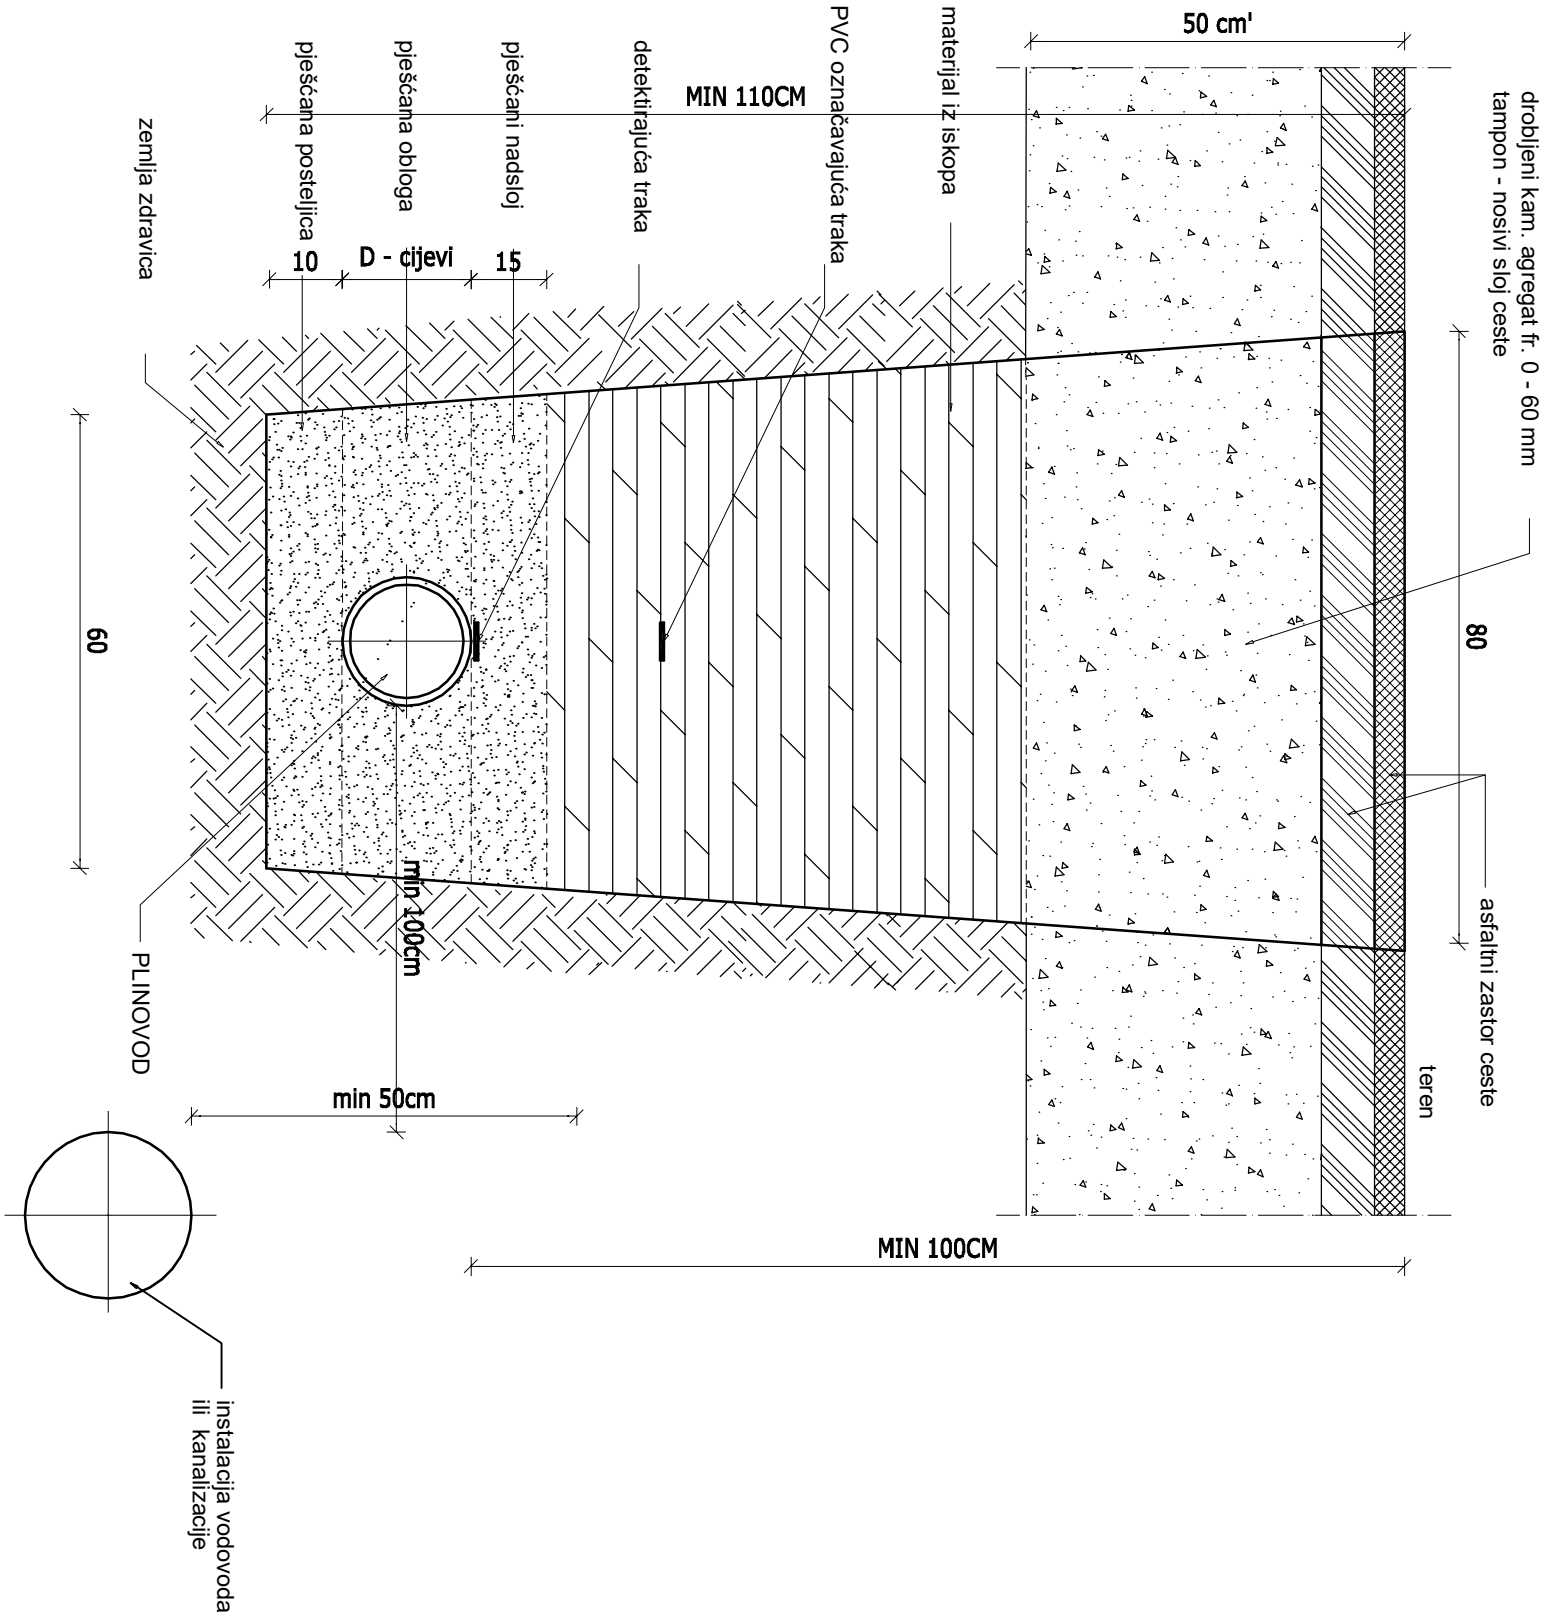 drobljeni kam. agregat fr. 0 - 60 mm
tampon - nosivi sloj ceste
asfaltni zastor ceste
teren
80
50 cm'
MIN 110CM
MIN 100CM
materijal iz iskopa
PVC označavajuća traka
detektirajuća traka
pješčani nadsloj
pješčana obloga
pješčana posteljica
zemlja zdravica
15
D - cijevi
10
60
min 100cm
min 50cm
PLINOVOD
instalacija vodovoda
ili kanalizacije